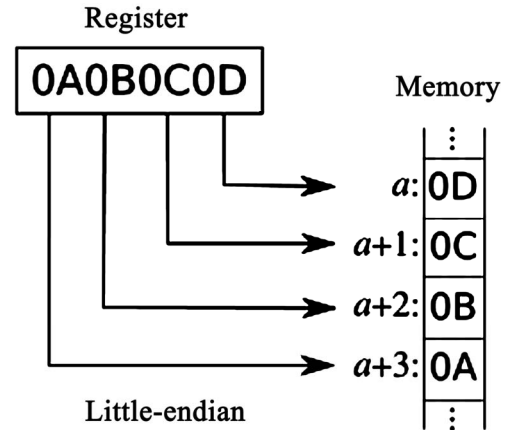 Register
0A0B0C0D
Memory
⋮
a: 0D
a+1: 0C
a+2: 0B
a+3: 0A
Little-endian
⋮